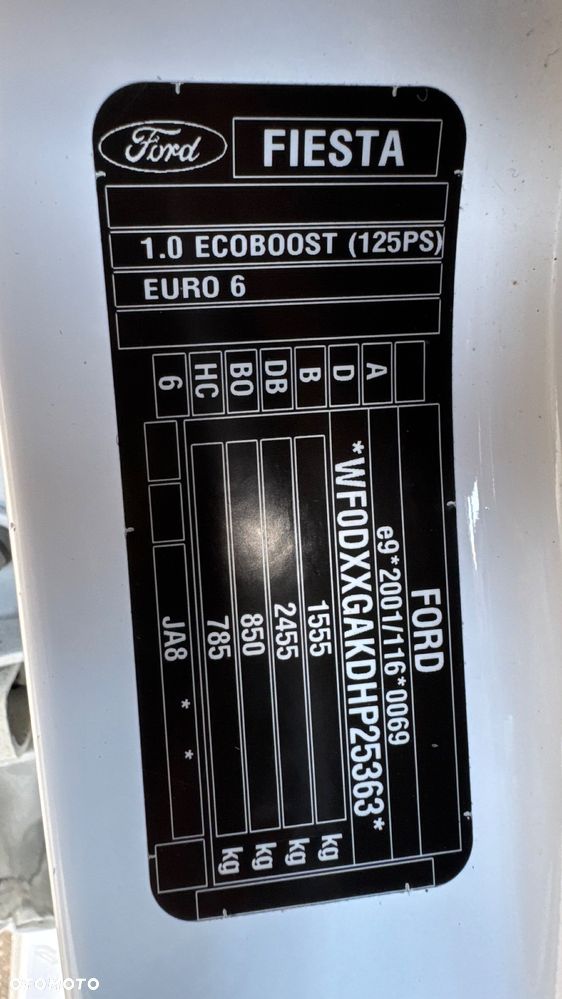 Ford
FIESTA
1.0 ECOBOOST (125PS)
EURO 6
FORD
e9*2001/116*0069
*WF0DXXGAKDHP25363*
1555 kg
2455 kg
850 kg
785 kg
A
D
B
DB
B0
HC
6
JA8 * *
OTOMOTO